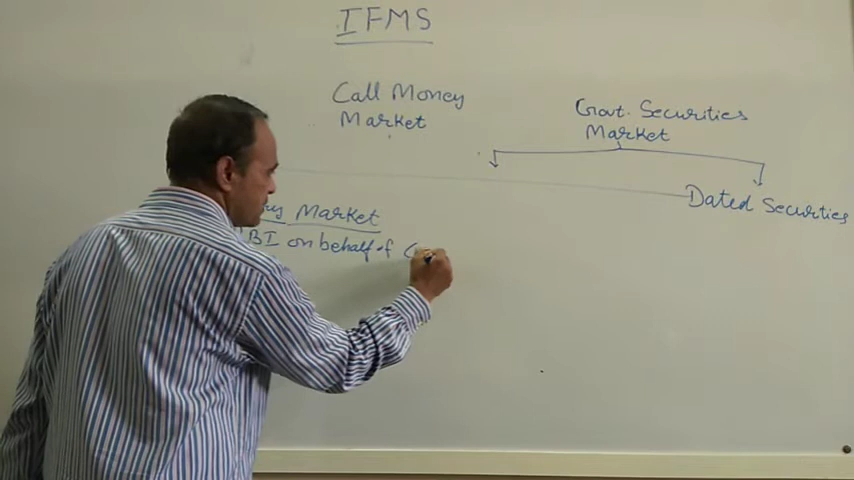 IFMS
Call Money
Market
Govt. Securities
Market
Dated Securities
Market
on behalf of